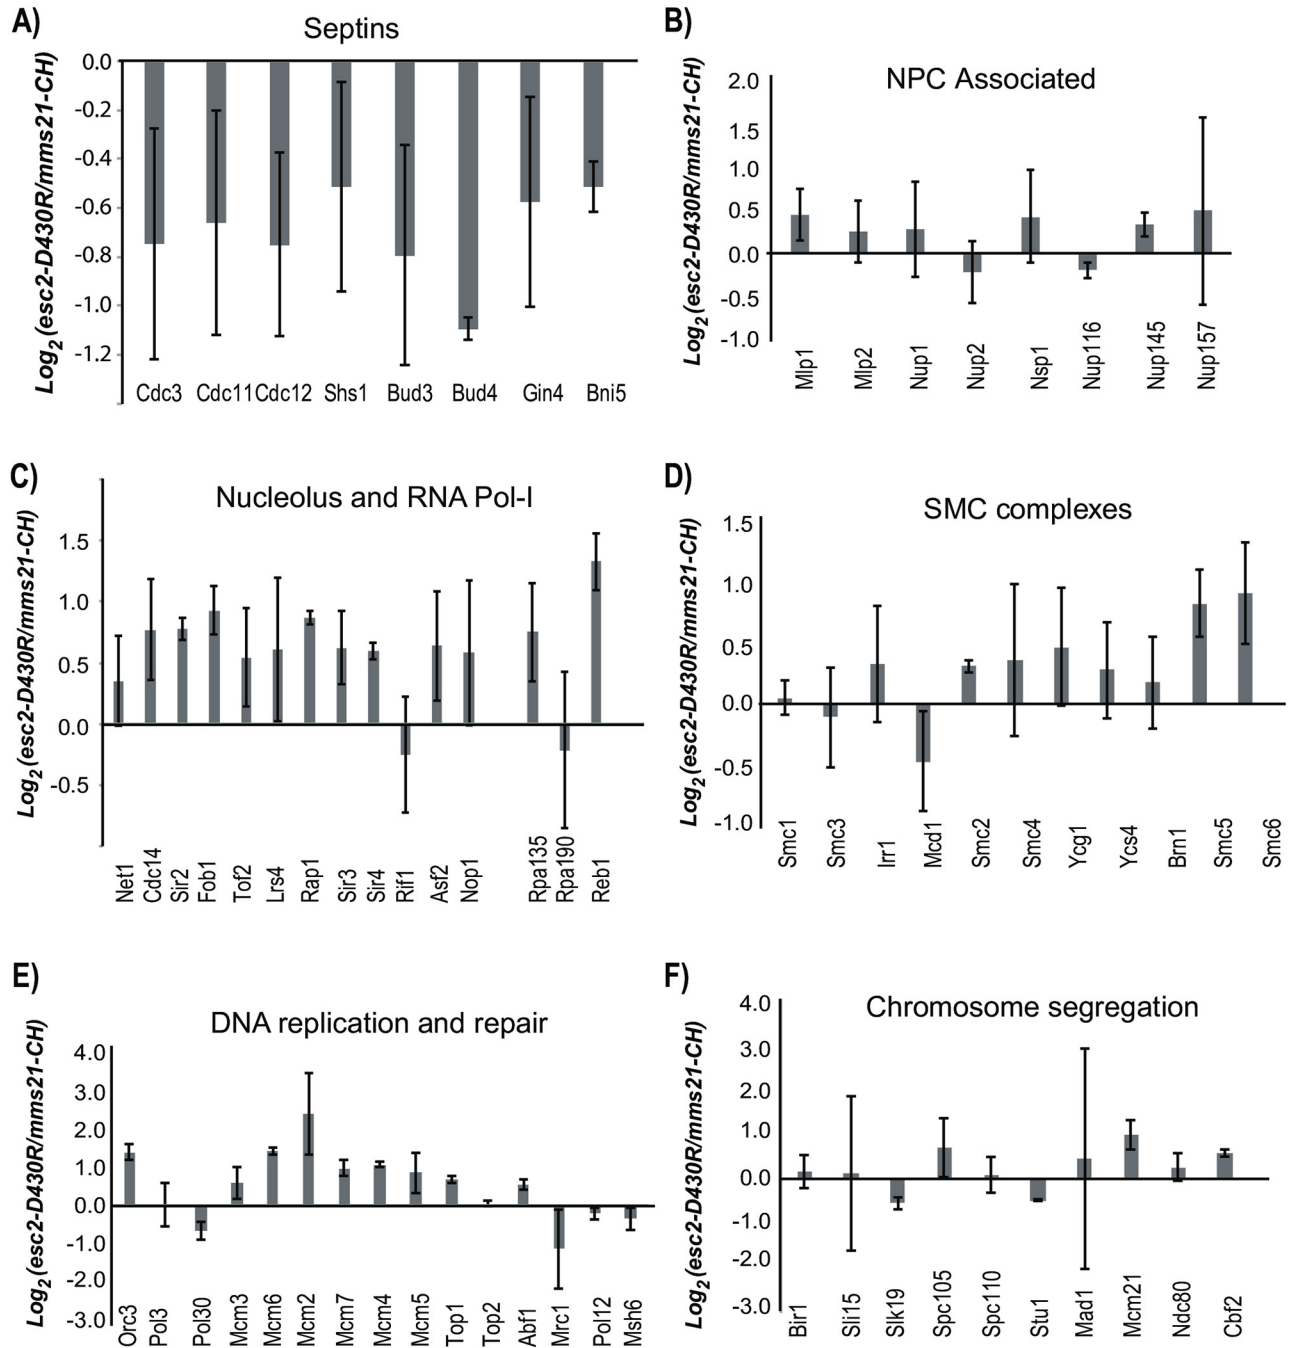 A)
Septins
Log2(esc2-D430R/mms21-CH)
0.0
-0.2
-0.4
-0.6
-0.8
-1.0
-1.2
Cdc3 Cdc11 Cdc12 Shs1 Bud3 Bud4 Gin4 Bni5
B)
NPC Associated
Log2(esc2-D430R/mms21-CH)
2.0
1.5
1.0
0.5
0.0
-0.5
-1.0
Mlp1 Mlp2 Nup1 Nup2 Nsp1 Nup116 Nup145 Nup157
C)
Nucleolus and RNA Pol-I
Log2(esc2-D430R/mms21-CH)
1.5
1.0
0.5
0.0
-0.5
Net1 Cdc14 Sir2 Fob1 Tof2 Lrs4 Rap1 Sir3 Sir4 Rif1 Asf2 Nop1 Rpa135 Rpa190 Reb1
D)
SMC complexes
Log2(esc2-D430R/mms21-CH)
1.5
1.0
0.5
0.0
-0.5
-1.0
Smc1 Smc3 Irr1 Mcd1 Smc2 Smc4 Ycg1 Ycs4 Brn1 Smc5 Smc6
E)
DNA replication and repair
Log2(esc2-D430R/mms21-CH)
4.0
3.0
2.0
1.0
0.0
-1.0
-2.0
-3.0
Orc3 Pol3 Pol30 Mcm3 Mcm6 Mcm2 Mcm7 Mcm4 Mcm5 Top1 Top2 Abf1 Mrc1 Pol12 Msh6
F)
Chromosome segregation
Log2(esc2-D430R/mms21-CH)
4.0
3.0
2.0
1.0
0.0
-1.0
-2.0
-3.0
Bir1 Sli15 Slk19 Spc105 Spc110 Stu1 Mad1 Mcm21 Ndc80 Cbf2